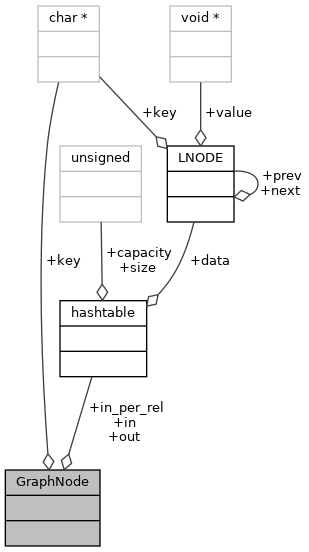 char *
void *
+key
+value
unsigned
LNODE
+prev
+next
+key
+capacity
+size
+data
hashtable
+in_per_rel
+in
+out
GraphNode